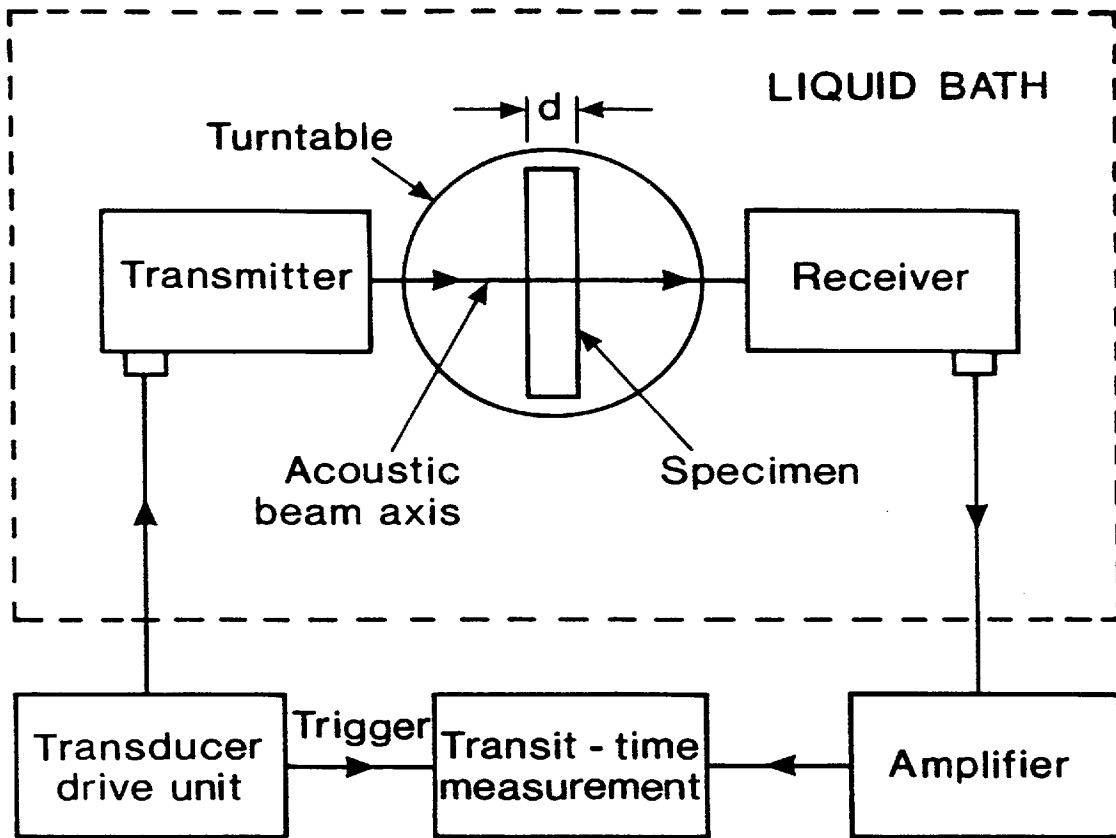 LIQUID BATH
d
Turntable
Transmitter
Receiver
Acoustic
beam axis
Specimen
Transducer
drive unit
Trigger
Transit - time
measurement
Amplifier